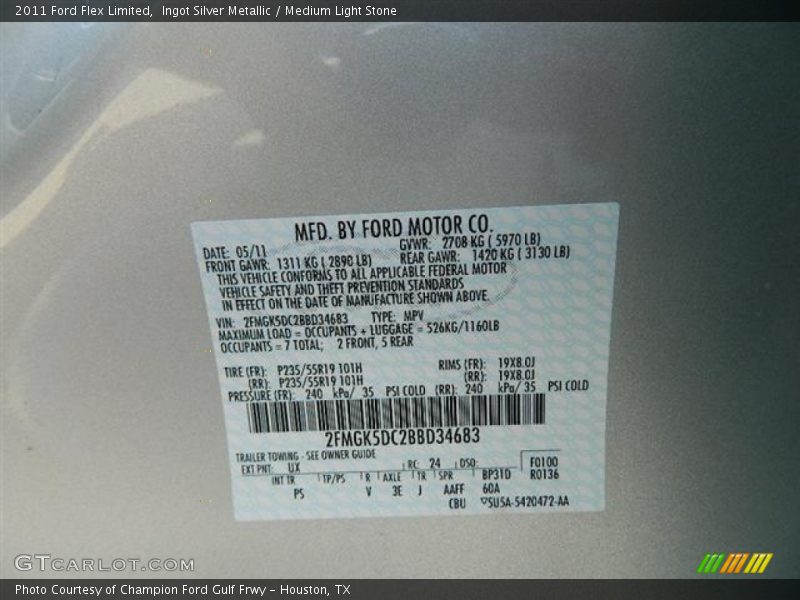 2011 Ford Flex Limited, Ingot Silver Metallic / Medium Light Stone
MFD. BY FORD MOTOR CO.
DATE: 05/11 GVWR: 2708 KG ( 5970 LB)
FRONT GAWR: 1311 KG ( 2890 LB) REAR GAWR: 1420 KG ( 3130 LB)
THIS VEHICLE CONFORMS TO ALL APPLICABLE FEDERAL MOTOR
VEHICLE SAFETY AND THEFT PREVENTION STANDARDS
IN EFFECT ON THE DATE OF MANUFACTURE SHOWN ABOVE.
VIN: 2FMGK5DC2BBD34683 TYPE: MPV
MAXIMUM LOAD = OCCUPANTS + LUGGAGE = 526KG/1160LB
OCCUPANTS = 7 TOTAL; 2 FRONT, 5 REAR
TIRE (FR): P235/55R19 101H RIMS (FR): 19X8.0J
(RR): P235/55R19 101H (RR): 19X8.0J
PRESSURE (FR): 240 kPa/ 35 PSI COLD (RR): 240 kPa/ 35 PSI COLD
2FMGK5DC2BBD34683
TRAILER TOWING - SEE OWNER GUIDE
EXT PNT: UX RC: 24 DSO: F0100
INT TR TP/PS R AXLE TR SPR BP31D R0136
PS V 3E J AAFF 60A
CBU 5U5A-5420472-AA
GTCARLOT.COM
Photo Courtesy of Champion Ford Gulf Frwy – Houston, TX